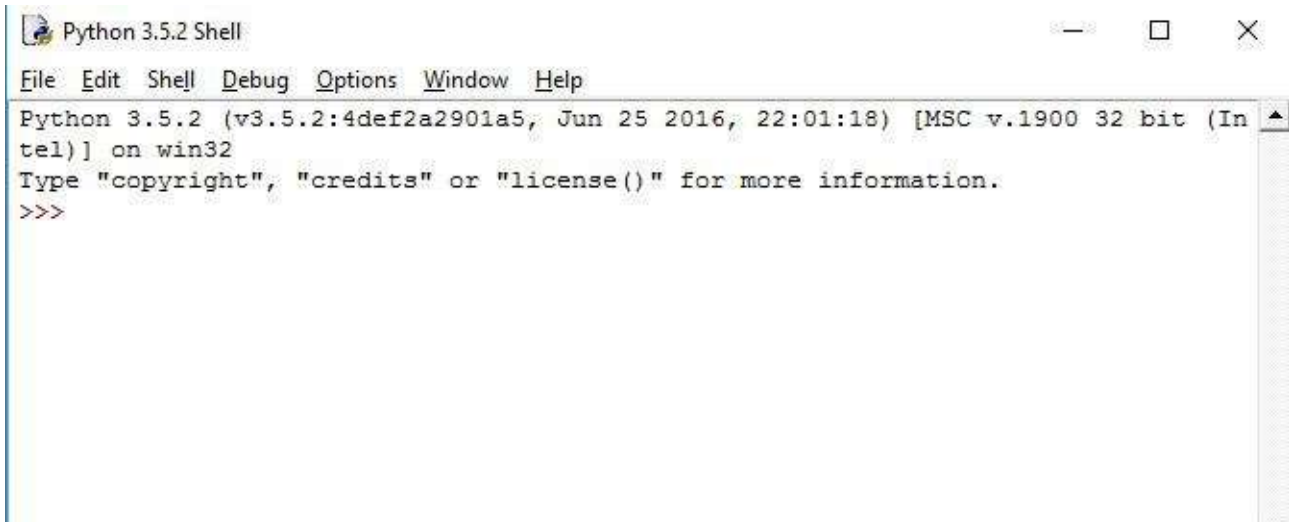 Python 3.5.2 Shell
File Edit Shell Debug Options Window Help
Python 3.5.2 (v3.5.2:4def2a2901a5, Jun 25 2016, 22:01:18) [MSC v.1900 32 bit (In
tel)] on win32
Type "copyright", "credits" or "license()" for more information.
>>>